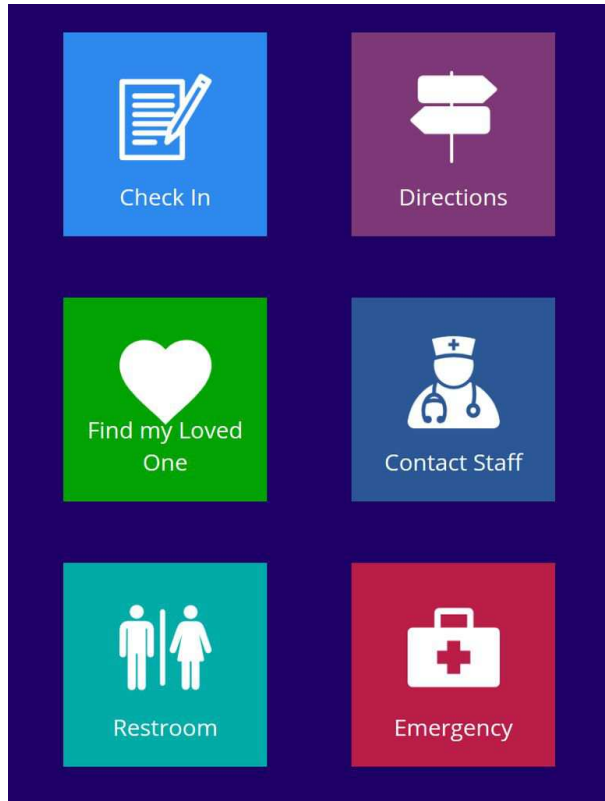 Check In
Directions
Find my Loved
One
Contact Staff
Restroom
Emergency